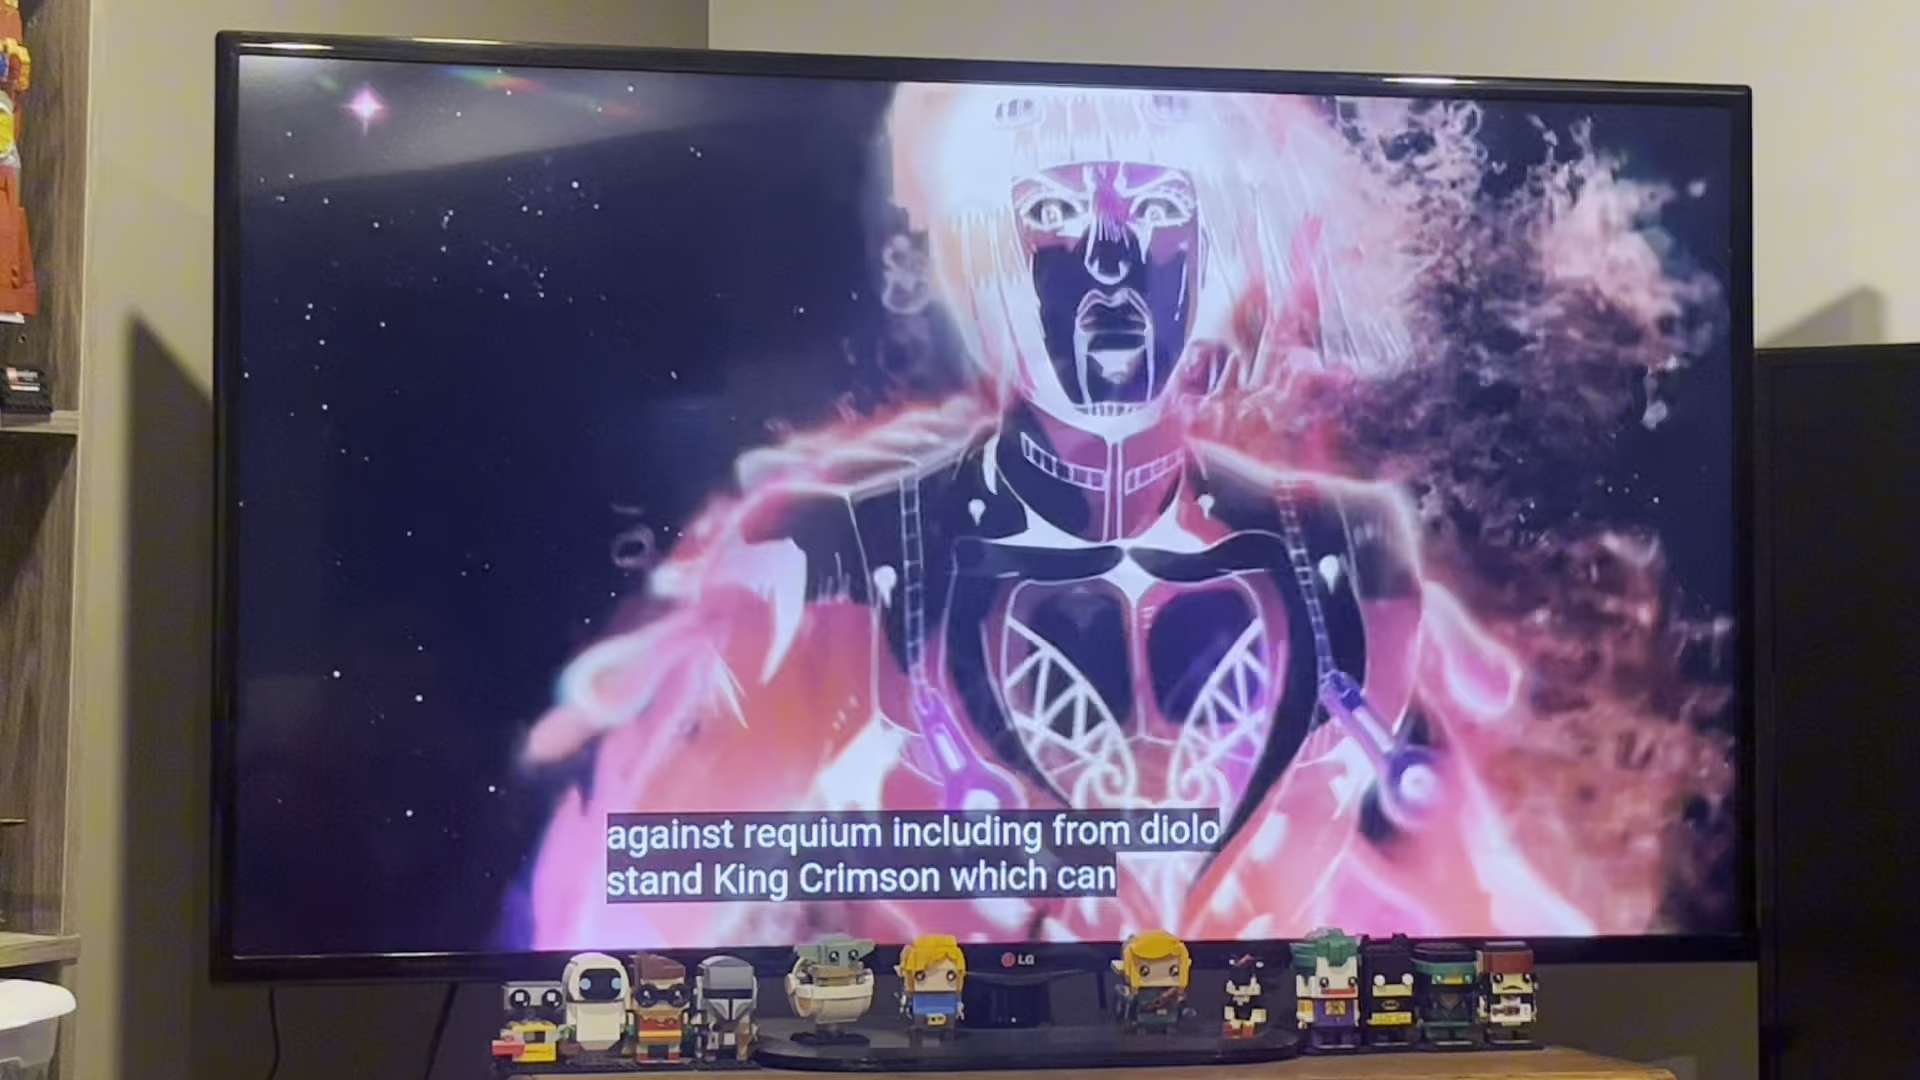 against requium including from diolo
stand King Crimson which can
LG